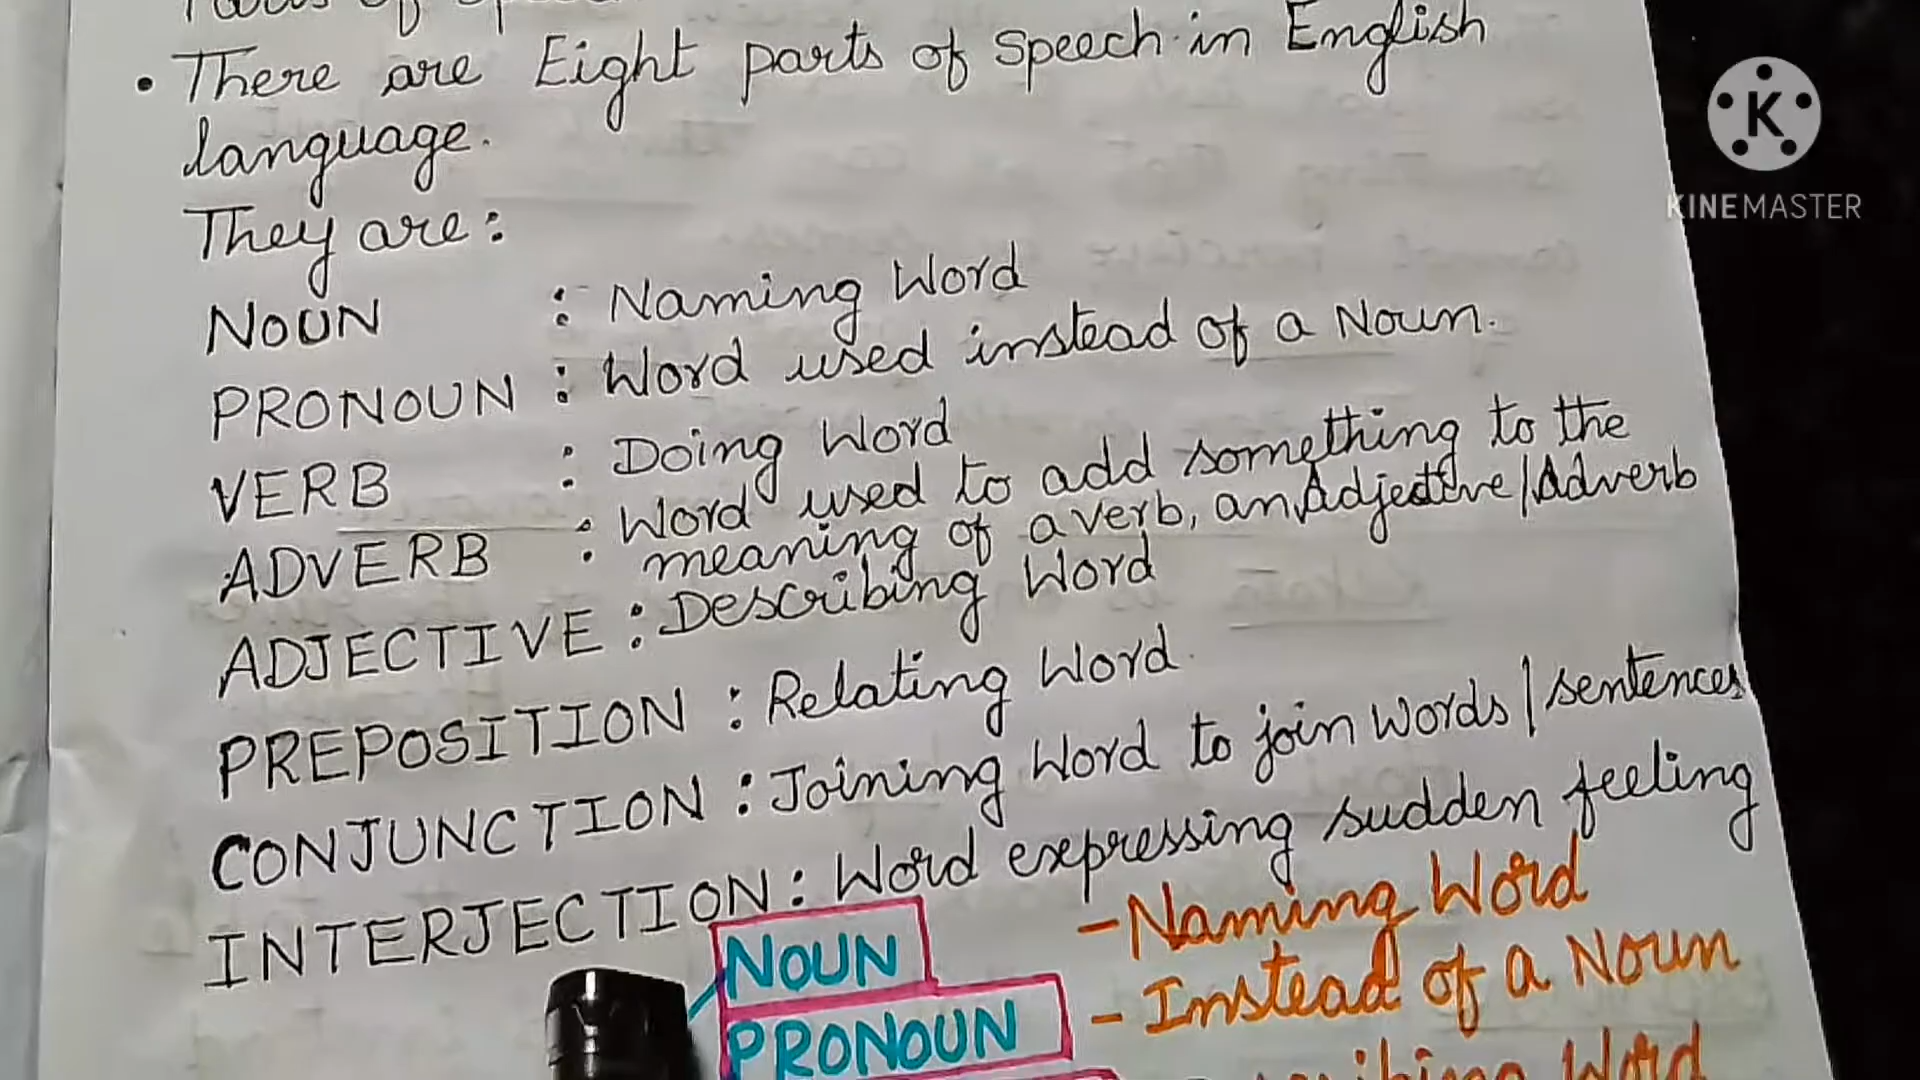 of
• There are Eight parts of speech in English
language.
They are:
NOUN : Naming Word
PRONOUN : Word used instead of a Noun.
VERB : Doing Word
ADVERB : Word used to add something to the
meaning of a verb, an Adjective/Adverb
ADJECTIVE : Describing Word
PREPOSITION : Relating Word
CONJUNCTION : Joining Word to join words/sentences
INTERJECTION : Word expressing sudden feeling
NOUN - Naming Word
PRONOUN - Instead of a Noun
Word
K
KINEMASTER